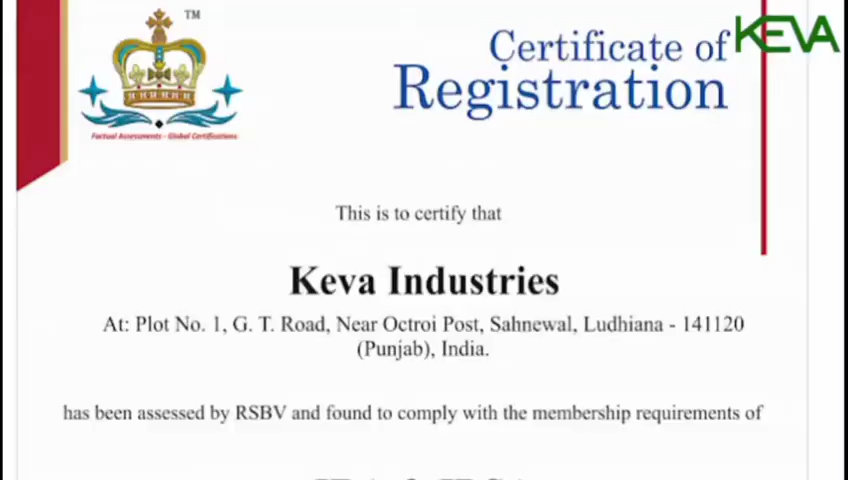 TM
Factual Assessments - Global Certifications
Certificate of
Registration
KEVA
This is to certify that
Keva Industries
At: Plot No. 1, G. T. Road, Near Octroi Post, Sahnewal, Ludhiana - 141120
(Punjab), India.
has been assessed by RSBV and found to comply with the membership requirements of